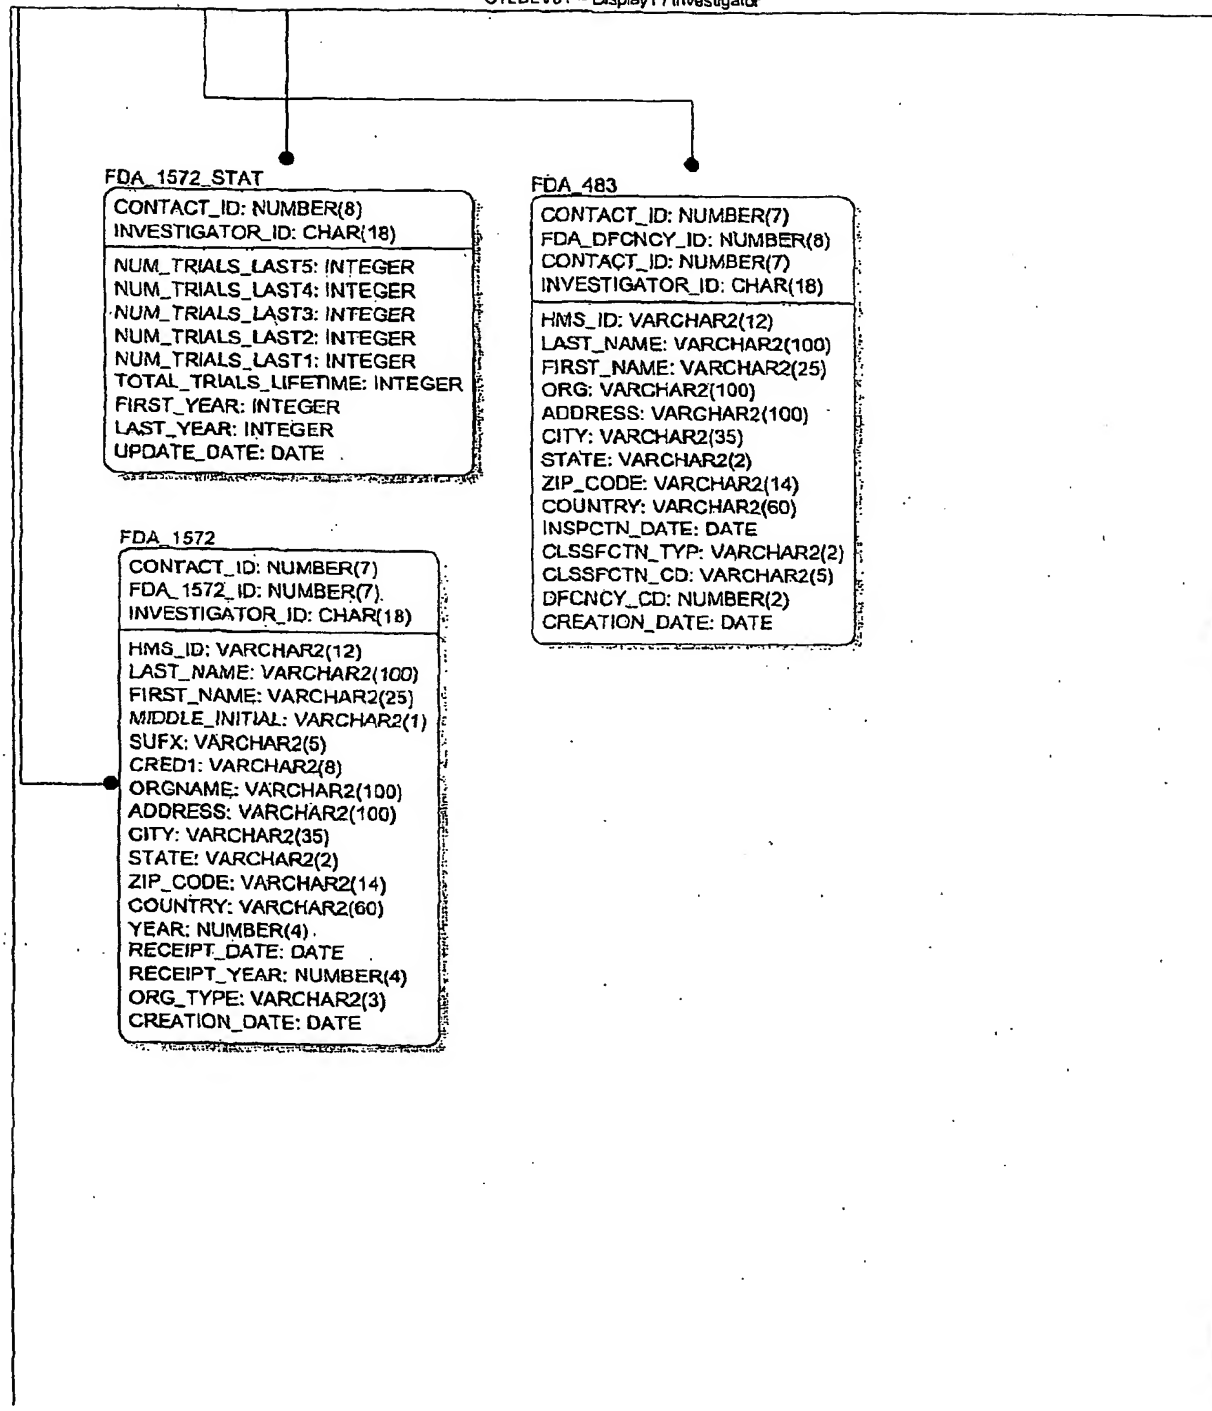 Display1 / Investigator
FDA_1572_STAT
CONTACT_ID: NUMBER(8)
INVESTIGATOR_ID: CHAR(18)
NUM_TRIALS_LAST5: INTEGER
NUM_TRIALS_LAST4: INTEGER
NUM_TRIALS_LAST3: INTEGER
NUM_TRIALS_LAST2: INTEGER
NUM_TRIALS_LAST1: INTEGER
TOTAL_TRIALS_LIFETIME: INTEGER
FIRST_YEAR: INTEGER
LAST_YEAR: INTEGER
UPDATE_DATE: DATE
FDA_483
CONTACT_ID: NUMBER(7)
FDA_DFCNCY_ID: NUMBER(8)
CONTACT_ID: NUMBER(7)
INVESTIGATOR_ID: CHAR(18)
HMS_ID: VARCHAR2(12)
LAST_NAME: VARCHAR2(100)
FIRST_NAME: VARCHAR2(25)
ORG: VARCHAR2(100)
ADDRESS: VARCHAR2(100)
CITY: VARCHAR2(35)
STATE: VARCHAR2(2)
ZIP_CODE: VARCHAR2(14)
COUNTRY: VARCHAR2(60)
INSPCTN_DATE: DATE
CLSSFCTN_TYP: VARCHAR2(2)
CLSSFCTN_CD: VARCHAR2(5)
DFCNCY_CD: NUMBER(2)
CREATION_DATE: DATE
FDA_1572
CONTACT_ID: NUMBER(7)
FDA_1572_ID: NUMBER(7)
INVESTIGATOR_ID: CHAR(18)
HMS_ID: VARCHAR2(12)
LAST_NAME: VARCHAR2(100)
FIRST_NAME: VARCHAR2(25)
MIDDLE_INITIAL: VARCHAR2(1)
SUFX: VARCHAR2(5)
CRED1: VARCHAR2(8)
ORGNAME: VARCHAR2(100)
ADDRESS: VARCHAR2(100)
CITY: VARCHAR2(35)
STATE: VARCHAR2(2)
ZIP_CODE: VARCHAR2(14)
COUNTRY: VARCHAR2(60)
YEAR: NUMBER(4)
RECEIPT_DATE: DATE
RECEIPT_YEAR: NUMBER(4)
ORG_TYPE: VARCHAR2(3)
CREATION_DATE: DATE